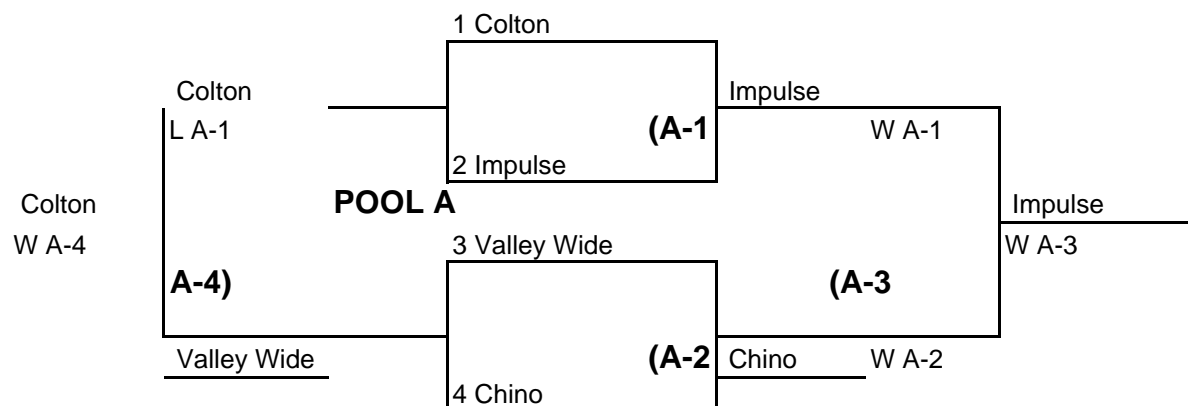 1 Colton
Colton
Impulse
L A-1
(A-1
W A-1
2 Impulse
Colton
POOL A
Impulse
W A-4
3 Valley Wide
W A-3
A-4)
(A-3
Valley Wide
(A-2
Chino
W A-2
4 Chino